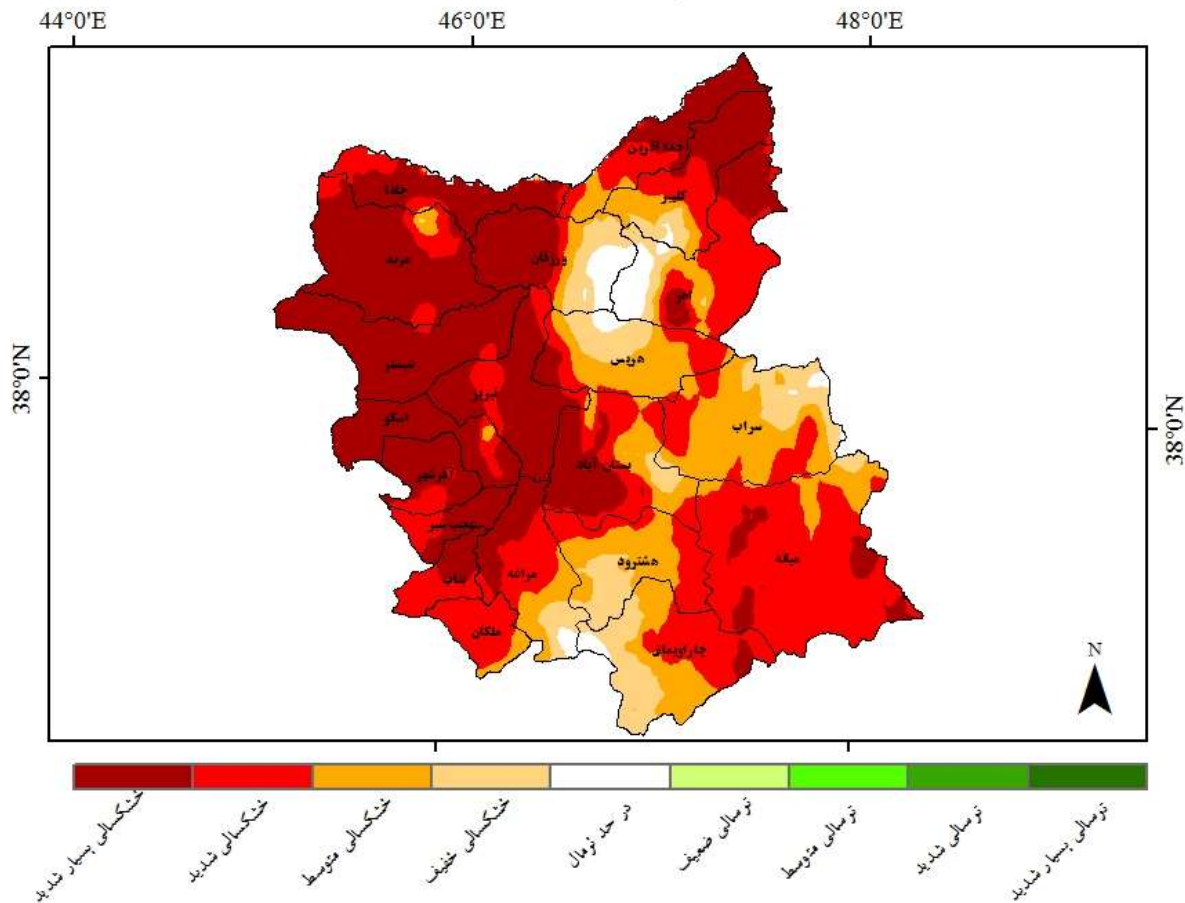 44°0'E 46°0'E 48°0'E
38°0'N
38°0'N
خداآفرین
کلیبر
جلفا
مرند
ورزقان
اهر
هریس
شبستر
تبریز
اسکو
سراب
بستان آباد
آذرشهر
عجب شیر
هشترود
میانه
مراغه
بناب
ملکان
چاراویماق
N
خشکسالی بسیار شدید
خشکسالی شدید
خشکسالی متوسط
خشکسالی خفیف
در حد نرمال
ترسالی ضعیف
ترسالی متوسط
ترسالی شدید
ترسالی بسیار شدید